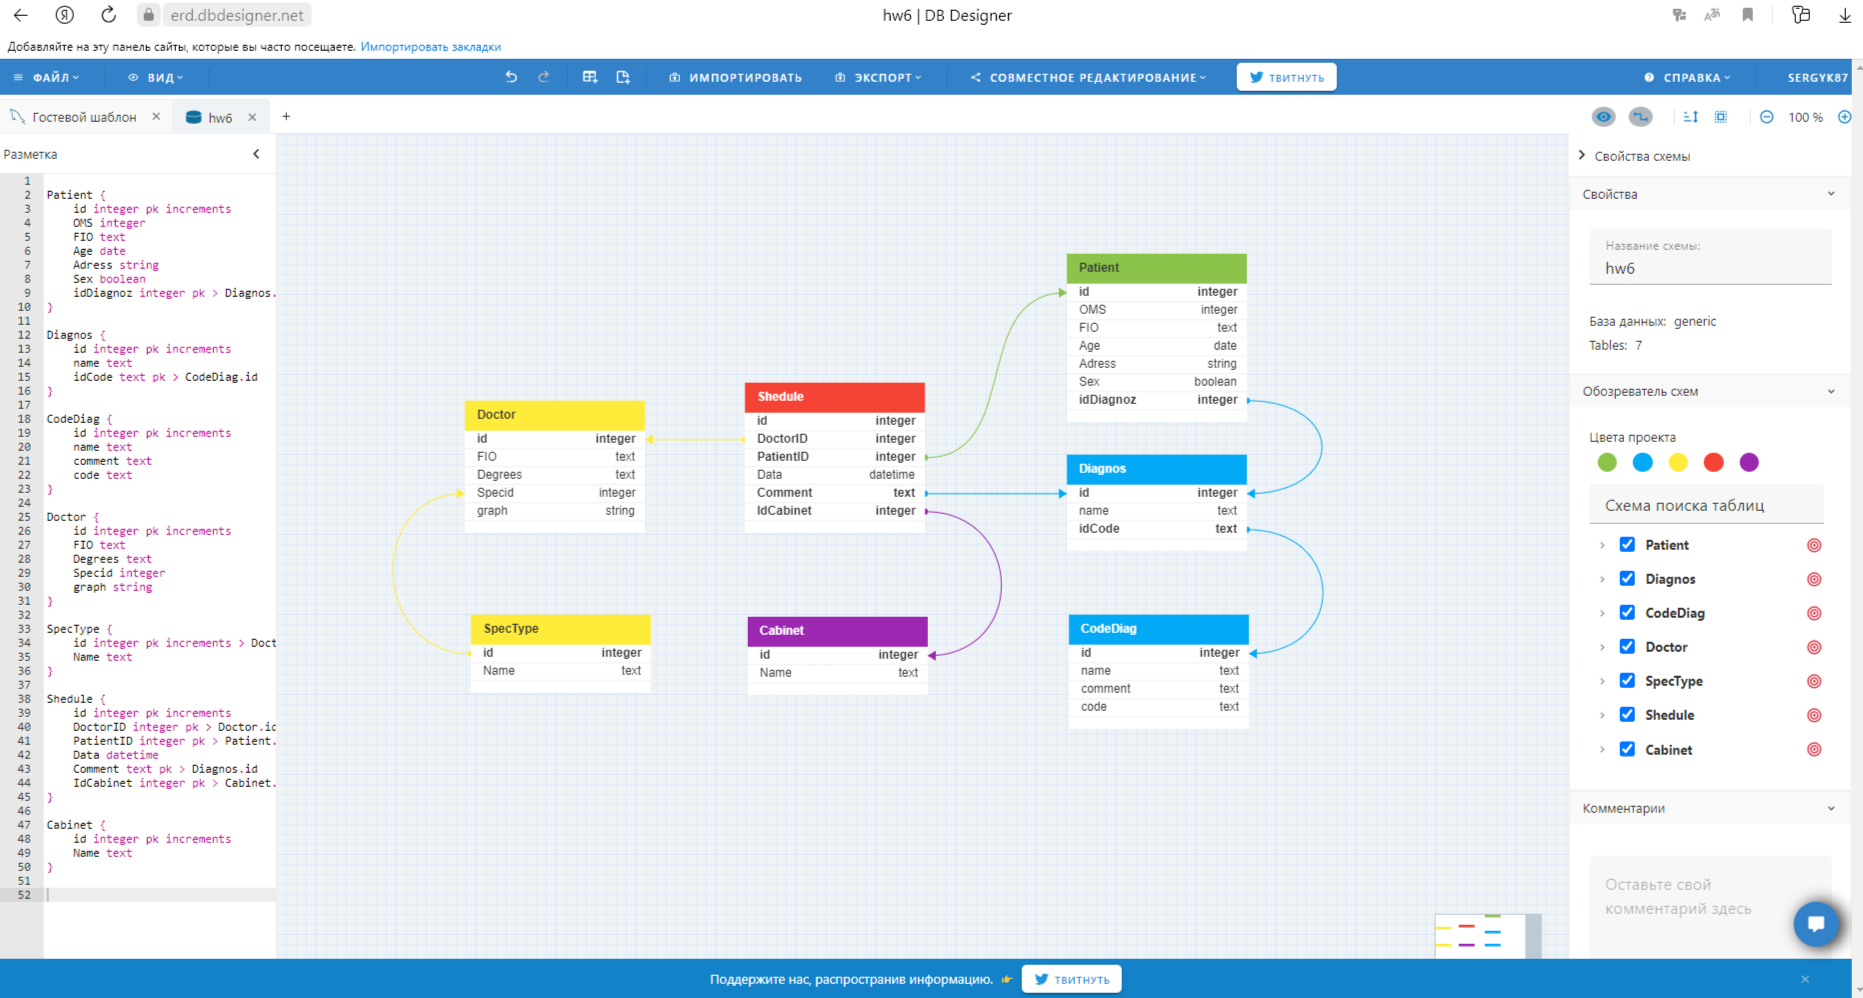 erd.dbdesigner.net
hw6 | DB Designer
Добавляйте на эту панель сайты, которые вы часто посещаете. Импортировать закладки
ФАЙЛ
ВИД
ИМПОРТИРОВАТЬ
ЭКСПОРТ
СОВМЕСТНОЕ РЕДАКТИРОВАНИЕ
ТВИТНУТЬ
СПРАВКА
SERGYK87
Гостевой шаблон
hw6
100 %
Разметка
1
2 Patient {
3 id integer pk increments
4 OMS integer
5 FIO text
6 Age date
7 Adress string
8 Sex boolean
9 idDiagnoz integer pk > Diagnos.
10 }
11
12 Diagnos {
13 id integer pk increments
14 name text
15 idCode text pk > CodeDiag.id
16 }
17
18 CodeDiag {
19 id integer pk increments
20 name text
21 comment text
22 code text
23 }
24
25 Doctor {
26 id integer pk increments
27 FIO text
28 Degrees text
29 Specid integer
30 graph string
31 }
32
33 SpecType {
34 id integer pk increments > Doct
35 Name text
36 }
37
38 Shedule {
39 id integer pk increments
40 DoctorID integer pk > Doctor.id
41 PatientID integer pk > Patient.
42 Data datetime
43 Comment text pk > Diagnos.id
44 IdCabinet integer pk > Cabinet.
45 }
46
47 Cabinet {
48 id integer pk increments
49 Name text
50 }
51
52
Doctor
id integer
FIO text
Degrees text
Specid integer
graph string
SpecType
id integer
Name text
Shedule
id integer
DoctorID integer
PatientID integer
Data datetime
Comment text
IdCabinet integer
Cabinet
id integer
Name text
Patient
id integer
OMS integer
FIO text
Age date
Adress string
Sex boolean
idDiagnoz integer
Diagnos
id integer
name text
idCode text
CodeDiag
id integer
name text
comment text
code text
Свойства схемы
Свойства
Название схемы:
hw6
База данных: generic
Tables: 7
Обозреватель схем
Цвета проекта
Схема поиска таблиц
Patient
Diagnos
CodeDiag
Doctor
SpecType
Shedule
Cabinet
Комментарии
Оставьте свой
комментарий здесь
Поддержите нас, распространив информацию.
ТВИТНУТЬ